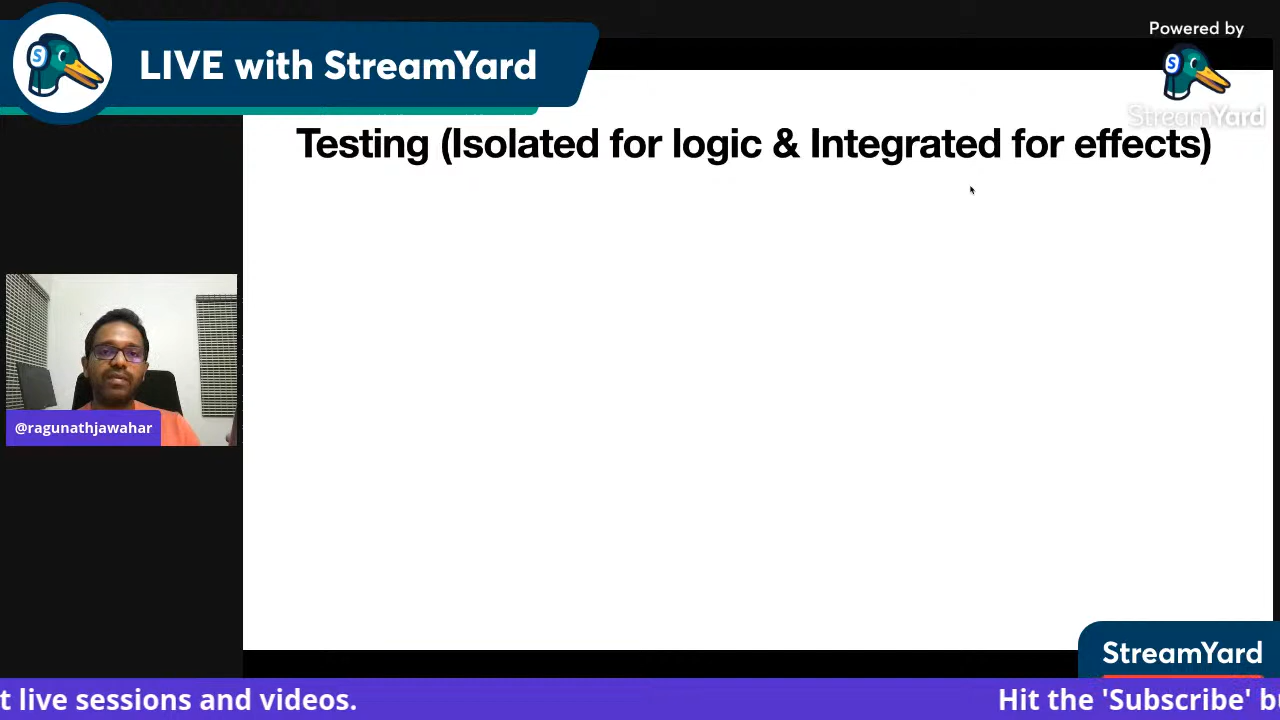 LIVE with StreamYard
Powered by
S
StreamYard
Testing (Isolated for logic & Integrated for effects)
@ragunathjawahar
StreamYard
t live sessions and videos.
Hit the 'Subscribe' b